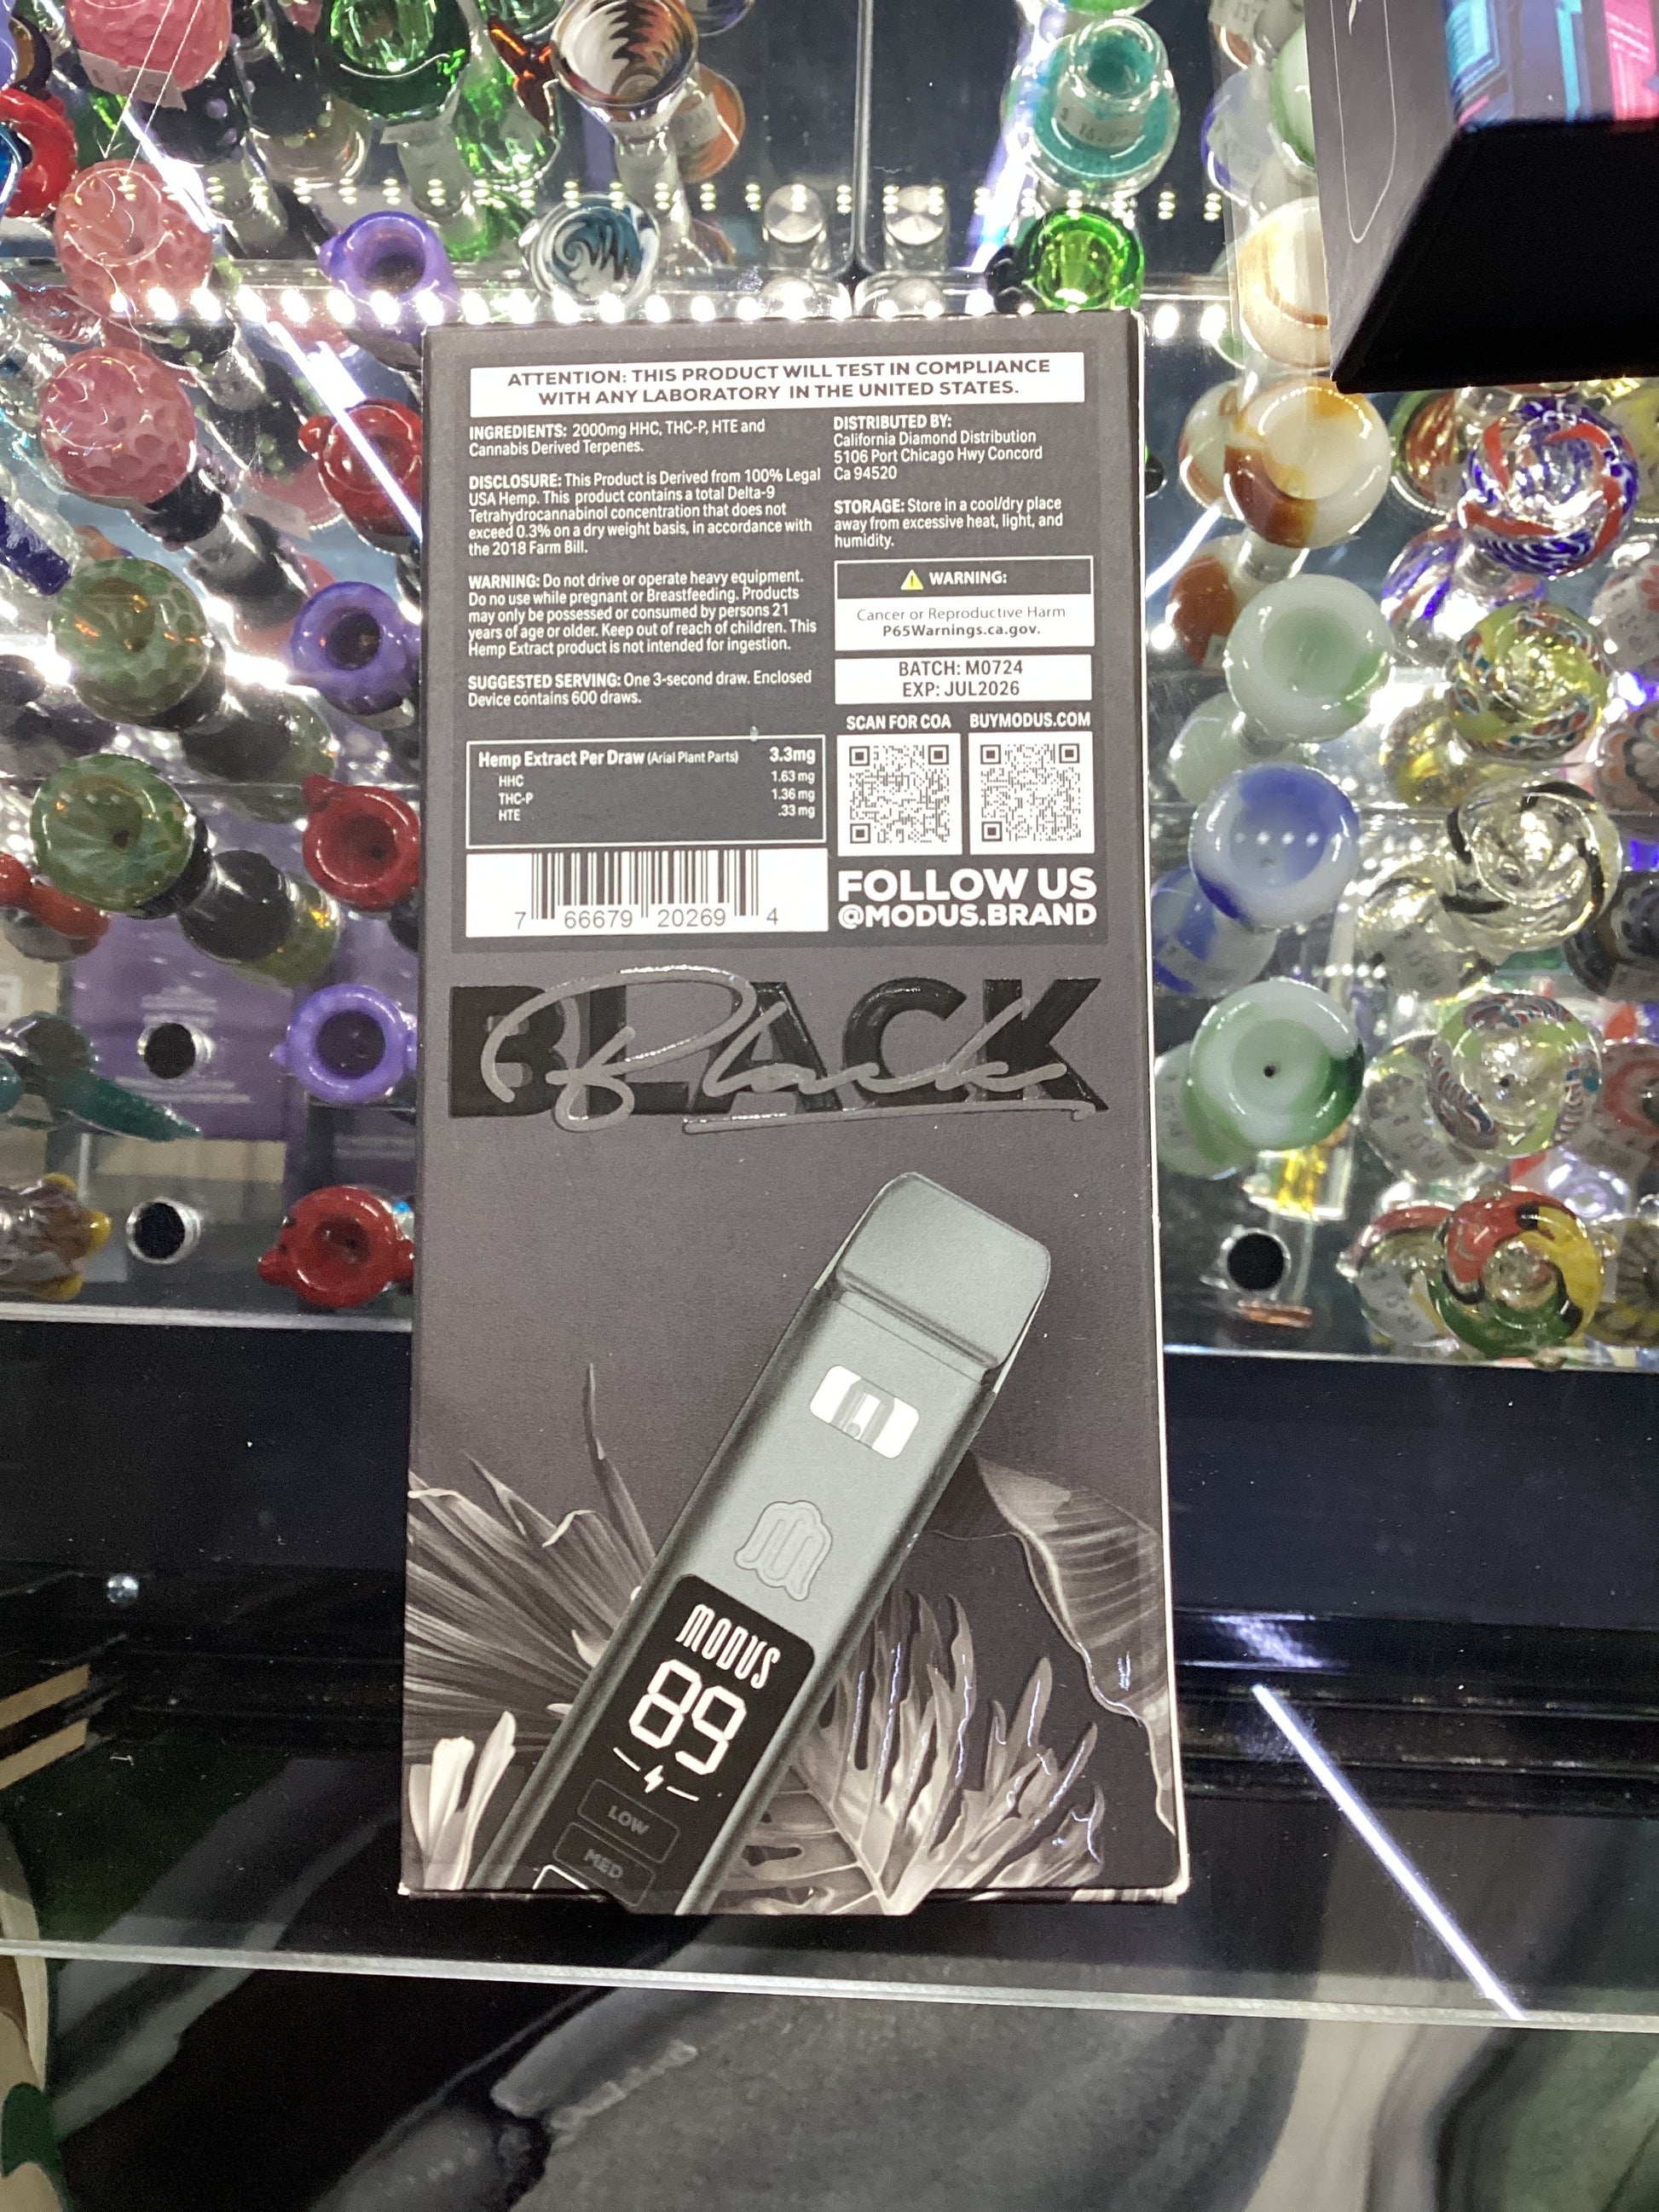 ATTENTION: THIS PRODUCT WILL TEST IN COMPLIANCE
WITH ANY LABORATORY IN THE UNITED STATES.
INGREDIENTS: 2000mg HHC, THC-P, HTE and
Cannabis Derived Terpenes.
DISCLOSURE: This Product is Derived from 100% Legal
USA Hemp. This product contains a total Delta-9
Tetrahydrocannabinol concentration that does not
exceed 0.3% on a dry weight basis, in accordance with
the 2018 Farm Bill.
WARNING: Do not drive or operate heavy equipment.
Do no use while pregnant or Breastfeeding. Products
may only be possessed or consumed by persons 21
years of age or older. Keep out of reach of children. This
Hemp Extract product is not intended for ingestion.
SUGGESTED SERVING: One 3-second draw. Enclosed
Device contains 600 draws.
Hemp Extract Per Draw (Arial Plant Parts) 3.3mg
HHC 1.63 mg
THC-P 1.36 mg
HTE .33 mg
7 66679 20269 4
DISTRIBUTED BY:
California Diamond Distribution
5106 Port Chicago Hwy Concord
Ca 94520
STORAGE: Store in a cool/dry place
away from excessive heat, light, and
humidity.
WARNING:
Cancer or Reproductive Harm
P65Warnings.ca.gov.
BATCH: M0724
EXP: JUL2026
SCAN FOR COA BUYMODUS.COM
FOLLOW US
@MODUS.BRAND
BLACK
Black
MODUS
89
LOW
MED